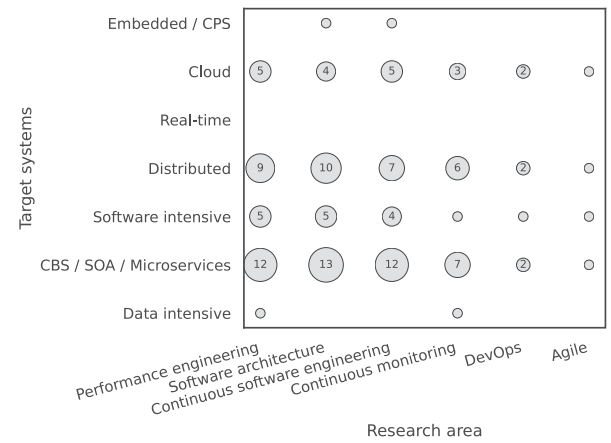 Embedded / CPS
Cloud 5 4 5 3 2
Real-time
Distributed 9 10 7 6 2
Software intensive 5 5 4
CBS / SOA / Microservices 12 13 12 7 2
Data intensive
Target systems
Performance engineering
Software architecture
Continuous software engineering
Continuous monitoring
DevOps
Agile
Research area